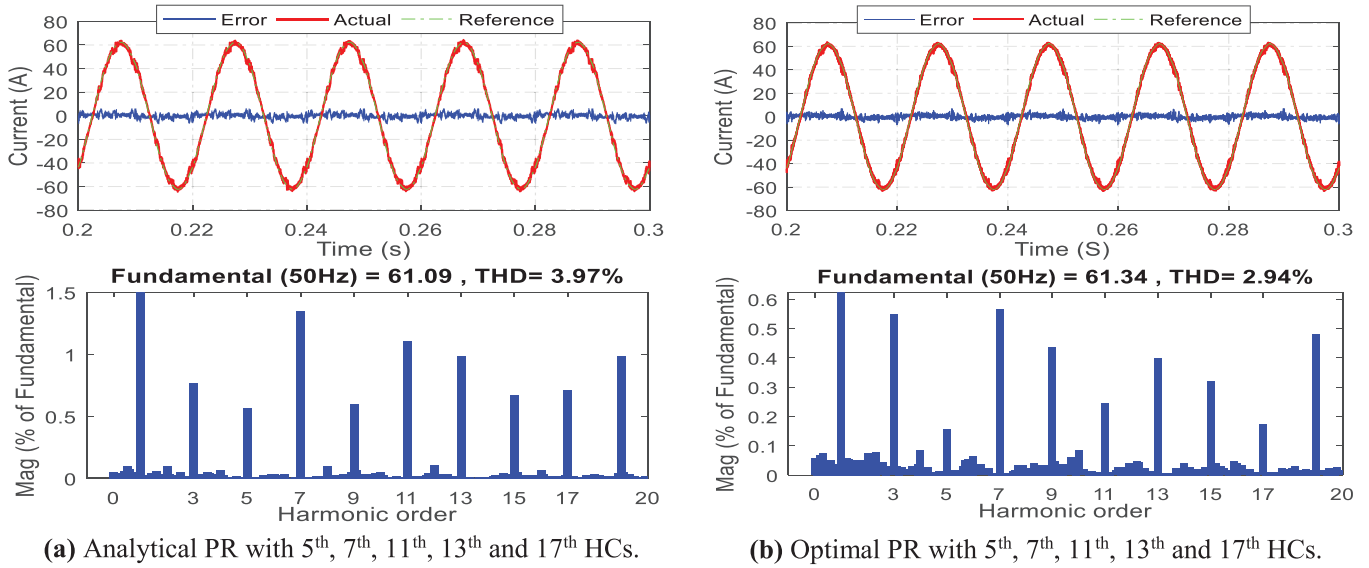 Error Actual Reference
Current (A)
80
60
40
20
0
-20
-40
-60
-80
0.2 0.22 0.24 0.26 0.28 0.3
Time (s)
Fundamental (50Hz) = 61.09 , THD= 3.97%
Mag (% of Fundamental)
1.5
1
0.5
0
0 3 5 7 9 11 13 15 17 20
Harmonic order
(a) Analytical PR with 5th, 7th, 11th, 13th and 17th HCs.
Error Actual Reference
Current (A)
80
60
40
20
0
-20
-40
-60
-80
0.2 0.22 0.24 0.26 0.28 0.3
Time (S)
Fundamental (50Hz) = 61.34 , THD= 2.94%
Mag (% of Fundamental)
0.6
0.5
0.4
0.3
0.2
0.1
0
0 3 5 7 9 11 13 15 17 20
Harmonic order
(b) Optimal PR with 5th, 7th, 11th, 13th and 17th HCs.